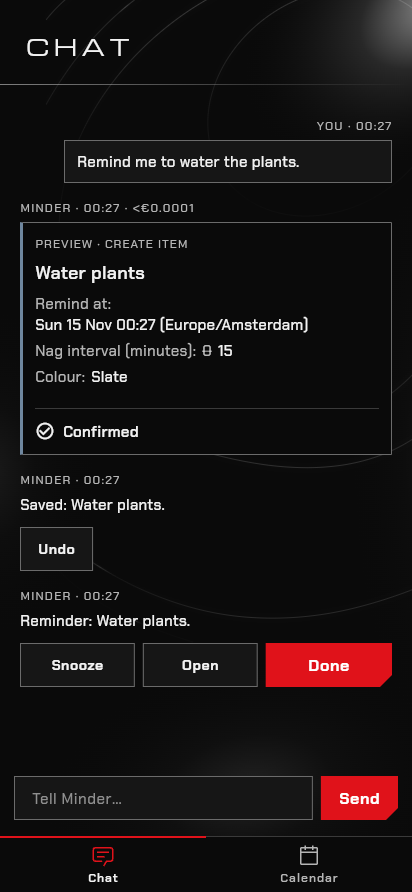 CHAT
YOU · 00:27
Remind me to water the plants.
MINDER · 00:27 · <€0.0001
PREVIEW · CREATE ITEM
Water plants
Remind at:
Sun 15 Nov 00:27 (Europe/Amsterdam)
Nag interval (minutes): 0 15
Colour: Slate
Confirmed
MINDER · 00:27
Saved: Water plants.
Undo
MINDER · 00:27
Reminder: Water plants.
Snooze Open Done
Tell Minder... Send
Chat Calendar